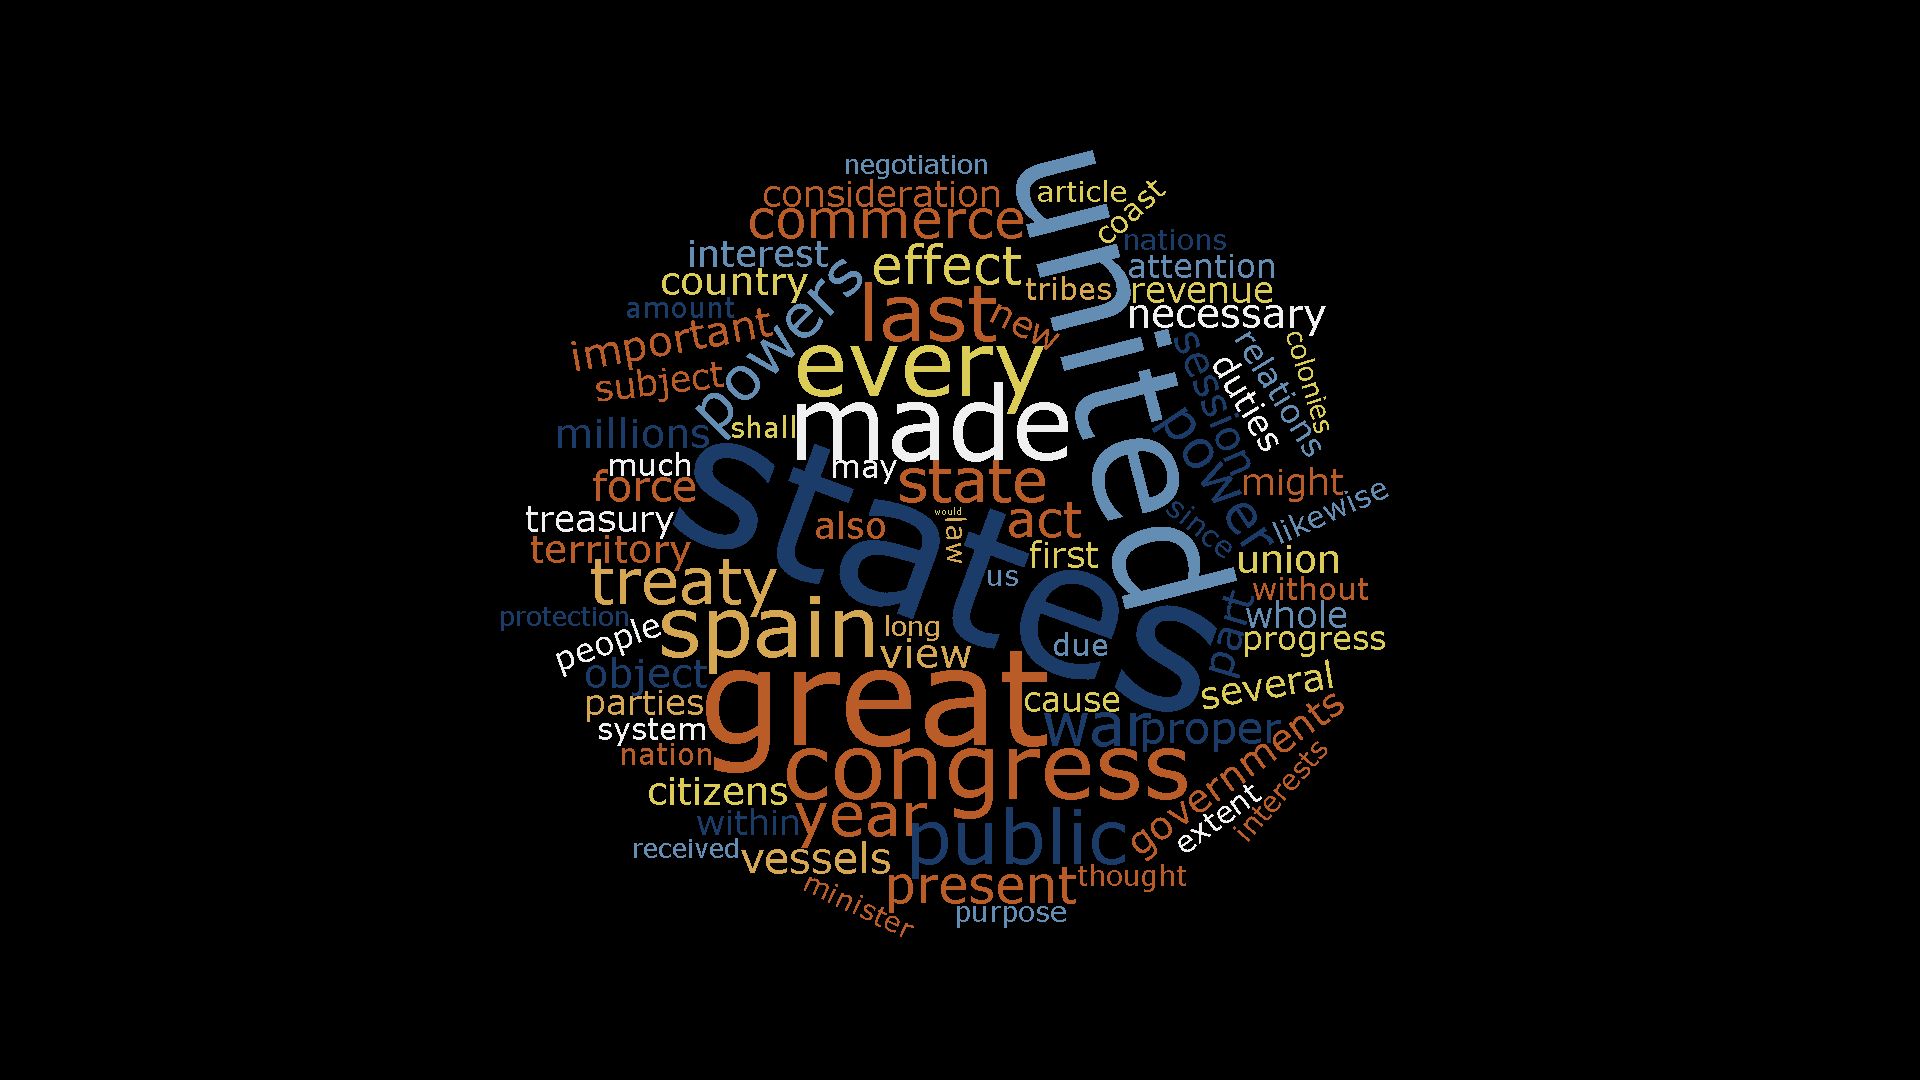 negotiation
consideration
commerce
united
article
coast
nations
interest
effect
attention
country
powers
tribes
revenue
amount
last
new
necessary
important
every
subject
session
relations
colonies
duties
made
millions
shall
power
much
may
state
might
force
states
likewise
treasury
also
would
law
act
since
territory
first
union
treaty
us
without
protection
people
spain
long
view
due
part
whole
progress
object
great
cause
several
parties
system
war
proper
nation
congress
governments
citizens
interests
extent
within
year
public
received
vessels
present
thought
minister
purpose